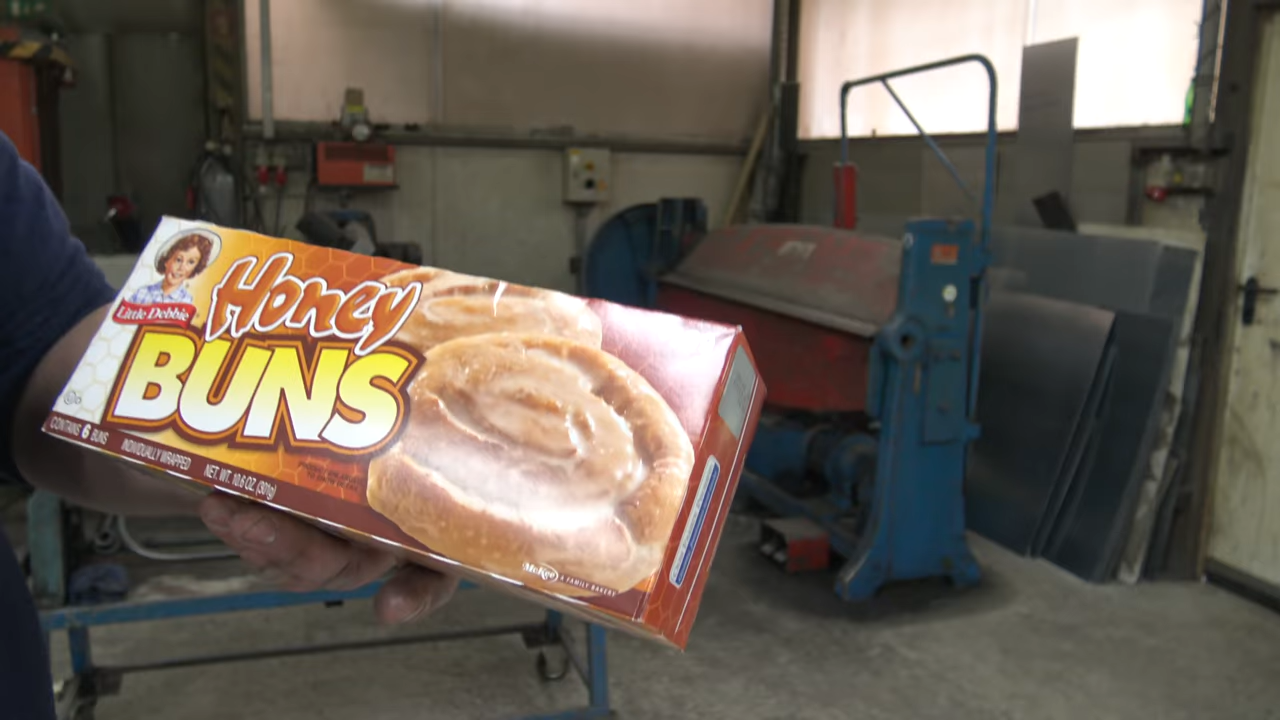 Little Debbie
Honey
BUNS
CONTAINS 6 BUNS
INDIVIDUALLY WRAPPED
NET. WT. 10.6 OZ. (301g)
McKee A FAMILY BAKERY